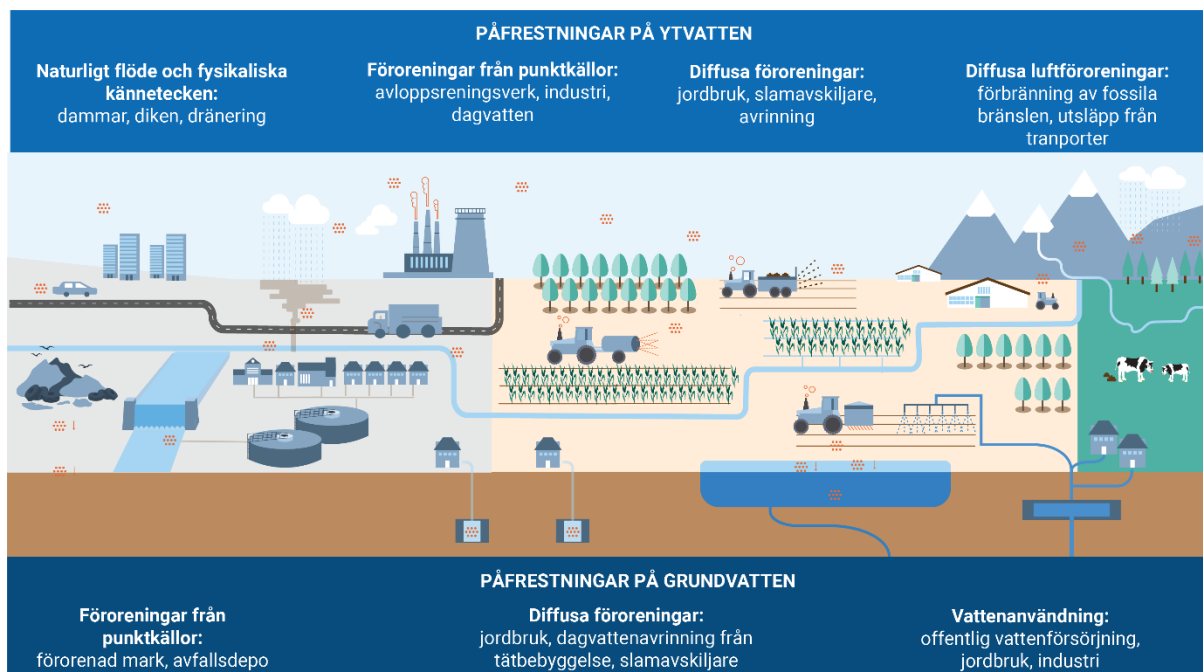 PÅFRESTNINGAR PÅ YTVATTEN
Naturligt flöde och fysikaliska
kännetecken:
dammar, diken, dränering
Föroreningar från punktkällor:
avloppsreningsverk, industri,
dagvatten
Diffusa föroreningar:
jordbruk, slamavskiljare,
avrinning
Diffusa luftföroreningar:
förbränning av fossila
bränslen, utsläpp från
tranporter
PÅFRESTNINGAR PÅ GRUNDVATTEN
Föroreningar från
punktkällor:
förorenad mark, avfallsdepo
Diffusa föroreningar:
jordbruk, dagvattenavrinning från
tätbebyggelse, slamavskiljare
Vattenanvändning:
offentlig vattenförsörjning,
jordbruk, industri